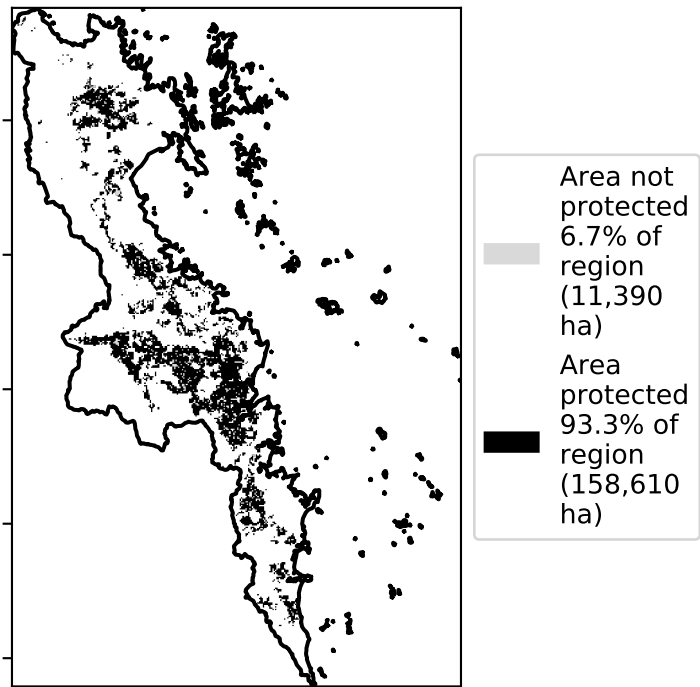 Area not
protected
6.7% of
region
(11,390
ha)
Area
protected
93.3% of
region
(158,610
ha)